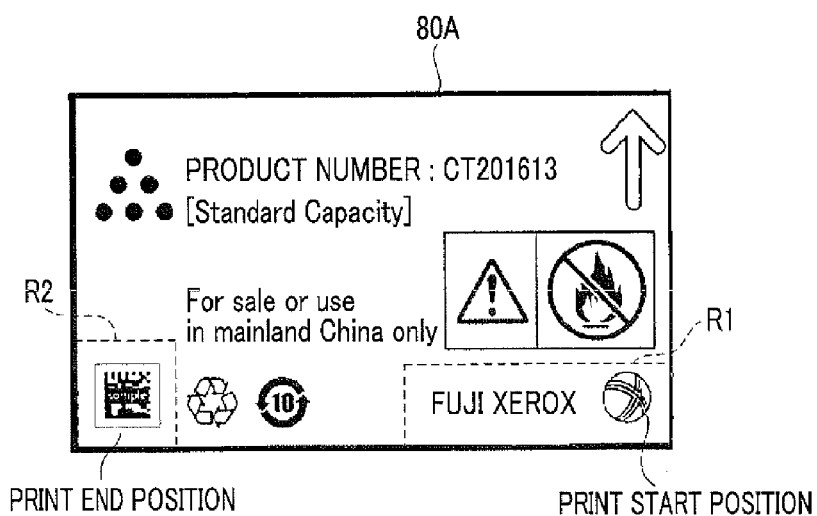 80A
PRODUCT NUMBER : CT201613
[Standard Capacity]
R2
For sale or use
in mainland China only
R1
10
FUJI XEROX
PRINT END POSITION
PRINT START POSITION